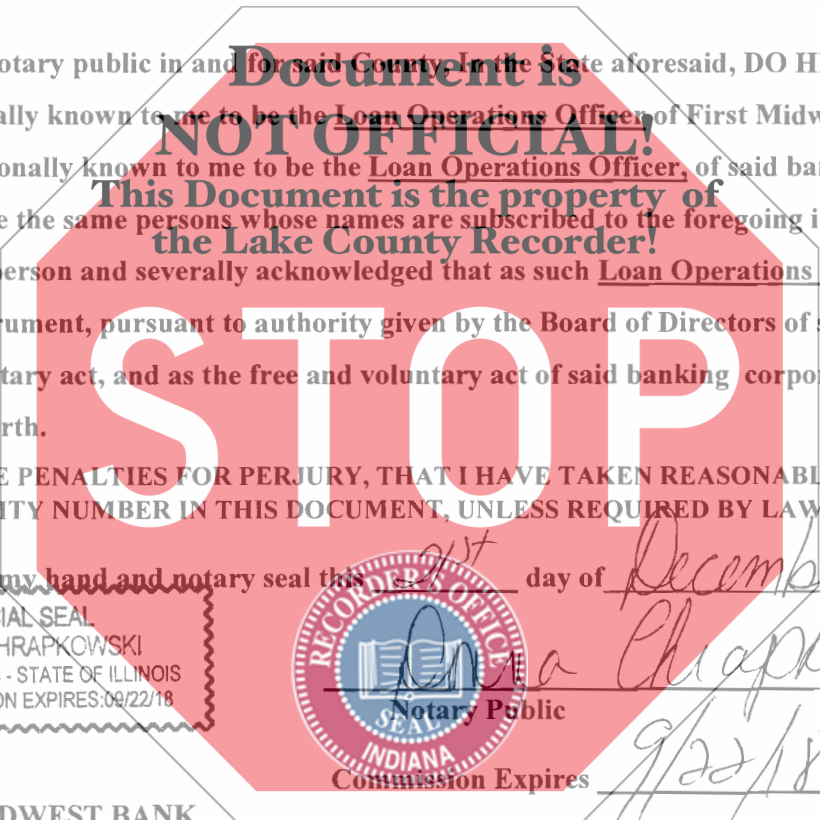 Document is
NOT OFFICIAL!
This Document is the property of
the Lake County Recorder!
STOP
otary public in and for said County, In the State aforesaid, DO H
ally known to me to be the Loan Operations Officer of First Midw
onally known to me to be the Loan Operations Officer, of said ba
e the same persons whose names are subscribed to the foregoing i
erson and severally acknowledged that as such Loan Operations
rument, pursuant to authority given by the Board of Directors of s
tary act, and as the free and voluntary act of said banking corpo
rth.
E PENALTIES FOR PERJURY, THAT I HAVE TAKEN REASONABL
ITY NUMBER IN THIS DOCUMENT, UNLESS REQUIRED BY LAW
my hand and notary seal this day of Decemb
IAL SEAL
HRAPKOWSKI
- STATE OF ILLINOIS
ON EXPIRES:09/22/18
RECORDER'S OFFICE
SEAL
INDIANA
Notary Public
Commission Expires 9/22/18
DWEST BANK